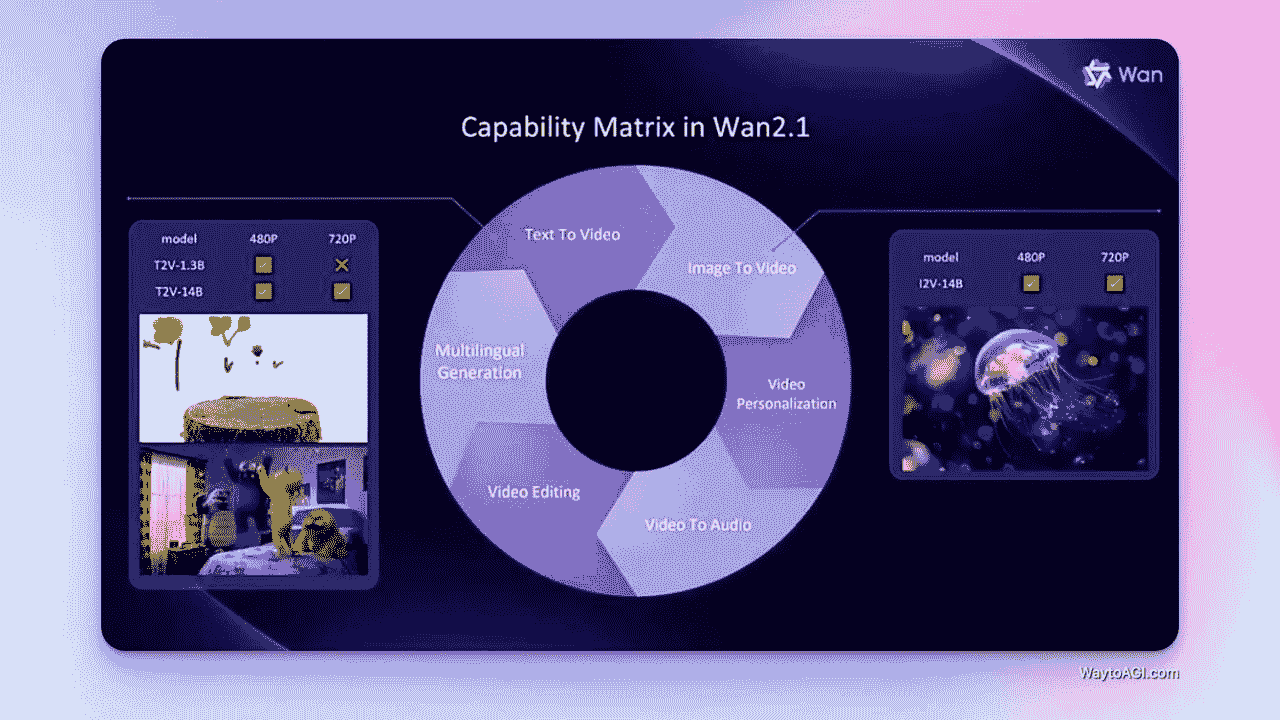 Wan
Capability Matrix in Wan2.1
model 480P 720P
T2V-1.3B
T2V-14B
Text To Video
Image To Video
Multilingual
Generation
Video
Personalization
Video Editing
Video To Audio
model 480P 720P
I2V-14B
WaytoAGI.com